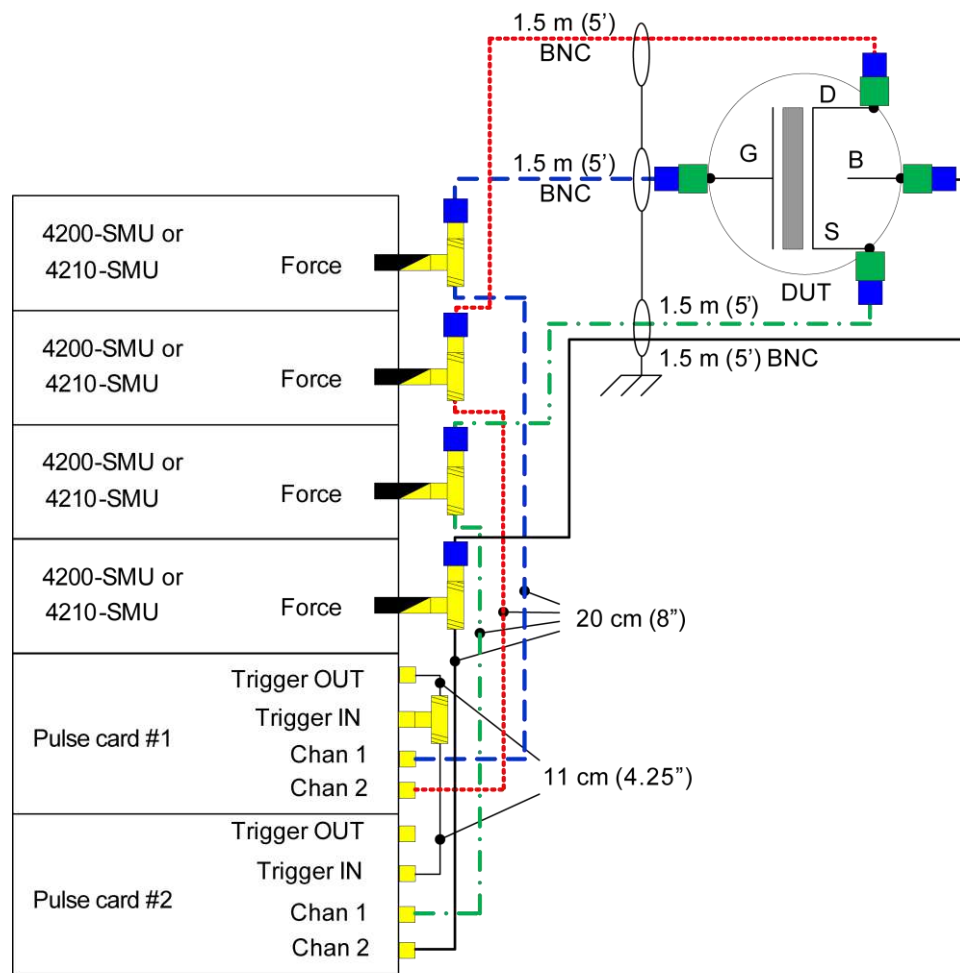 1.5 m (5’)
BNC
D
G
B
S
DUT
1.5 m (5’)
BNC
1.5 m (5’)
1.5 m (5’) BNC
4200-SMU or
4210-SMU
Force
4200-SMU or
4210-SMU
Force
4200-SMU or
4210-SMU
Force
4200-SMU or
4210-SMU
Force
20 cm (8”)
Pulse card #1
Trigger OUT
Trigger IN
Chan 1
Chan 2
11 cm (4.25”)
Pulse card #2
Trigger OUT
Trigger IN
Chan 1
Chan 2